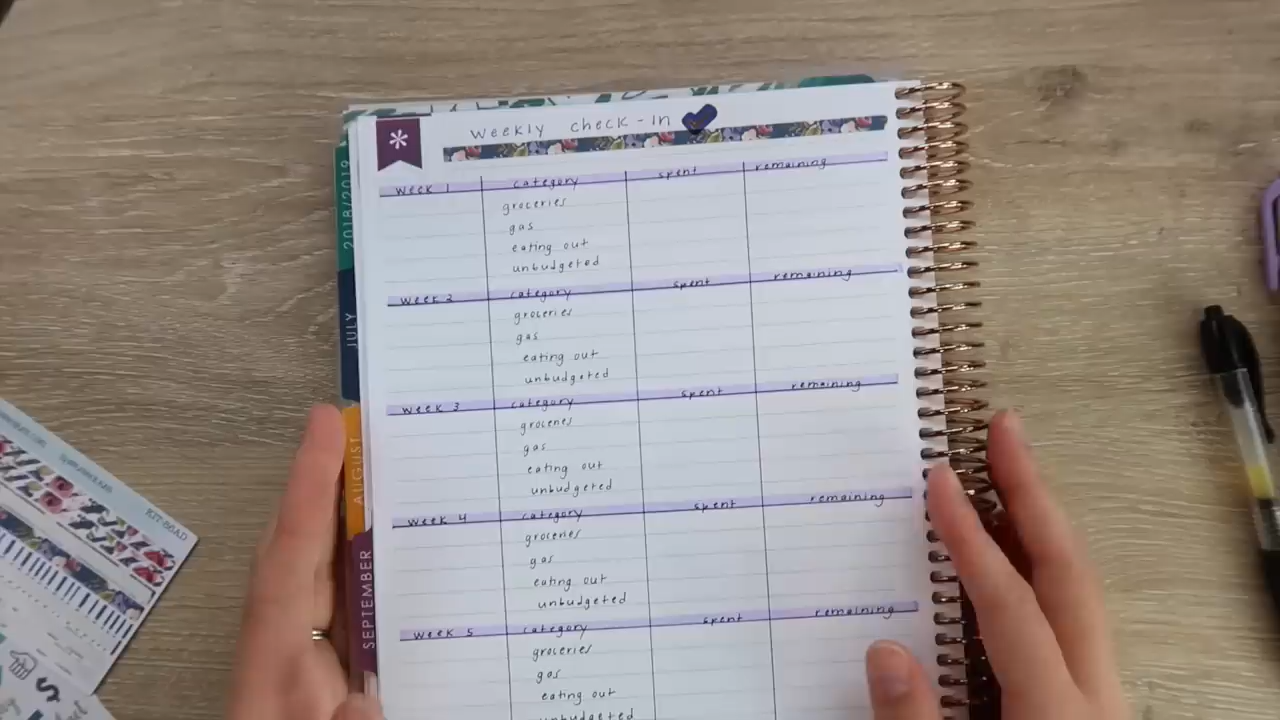 *
weekly check-in
week 1 category spent remaining
groceries
gas
eating out
unbudgeted
week 2 category spent remaining
groceries
gas
eating out
unbudgeted
week 3 category spent remaining
groceries
gas
eating out
unbudgeted
week 4 category spent remaining
groceries
gas
eating out
unbudgeted
week 5 category spent remaining
groceries
gas
eating out
unbudgeted
2018/2019
JULY
AUGUST
SEPTEMBER